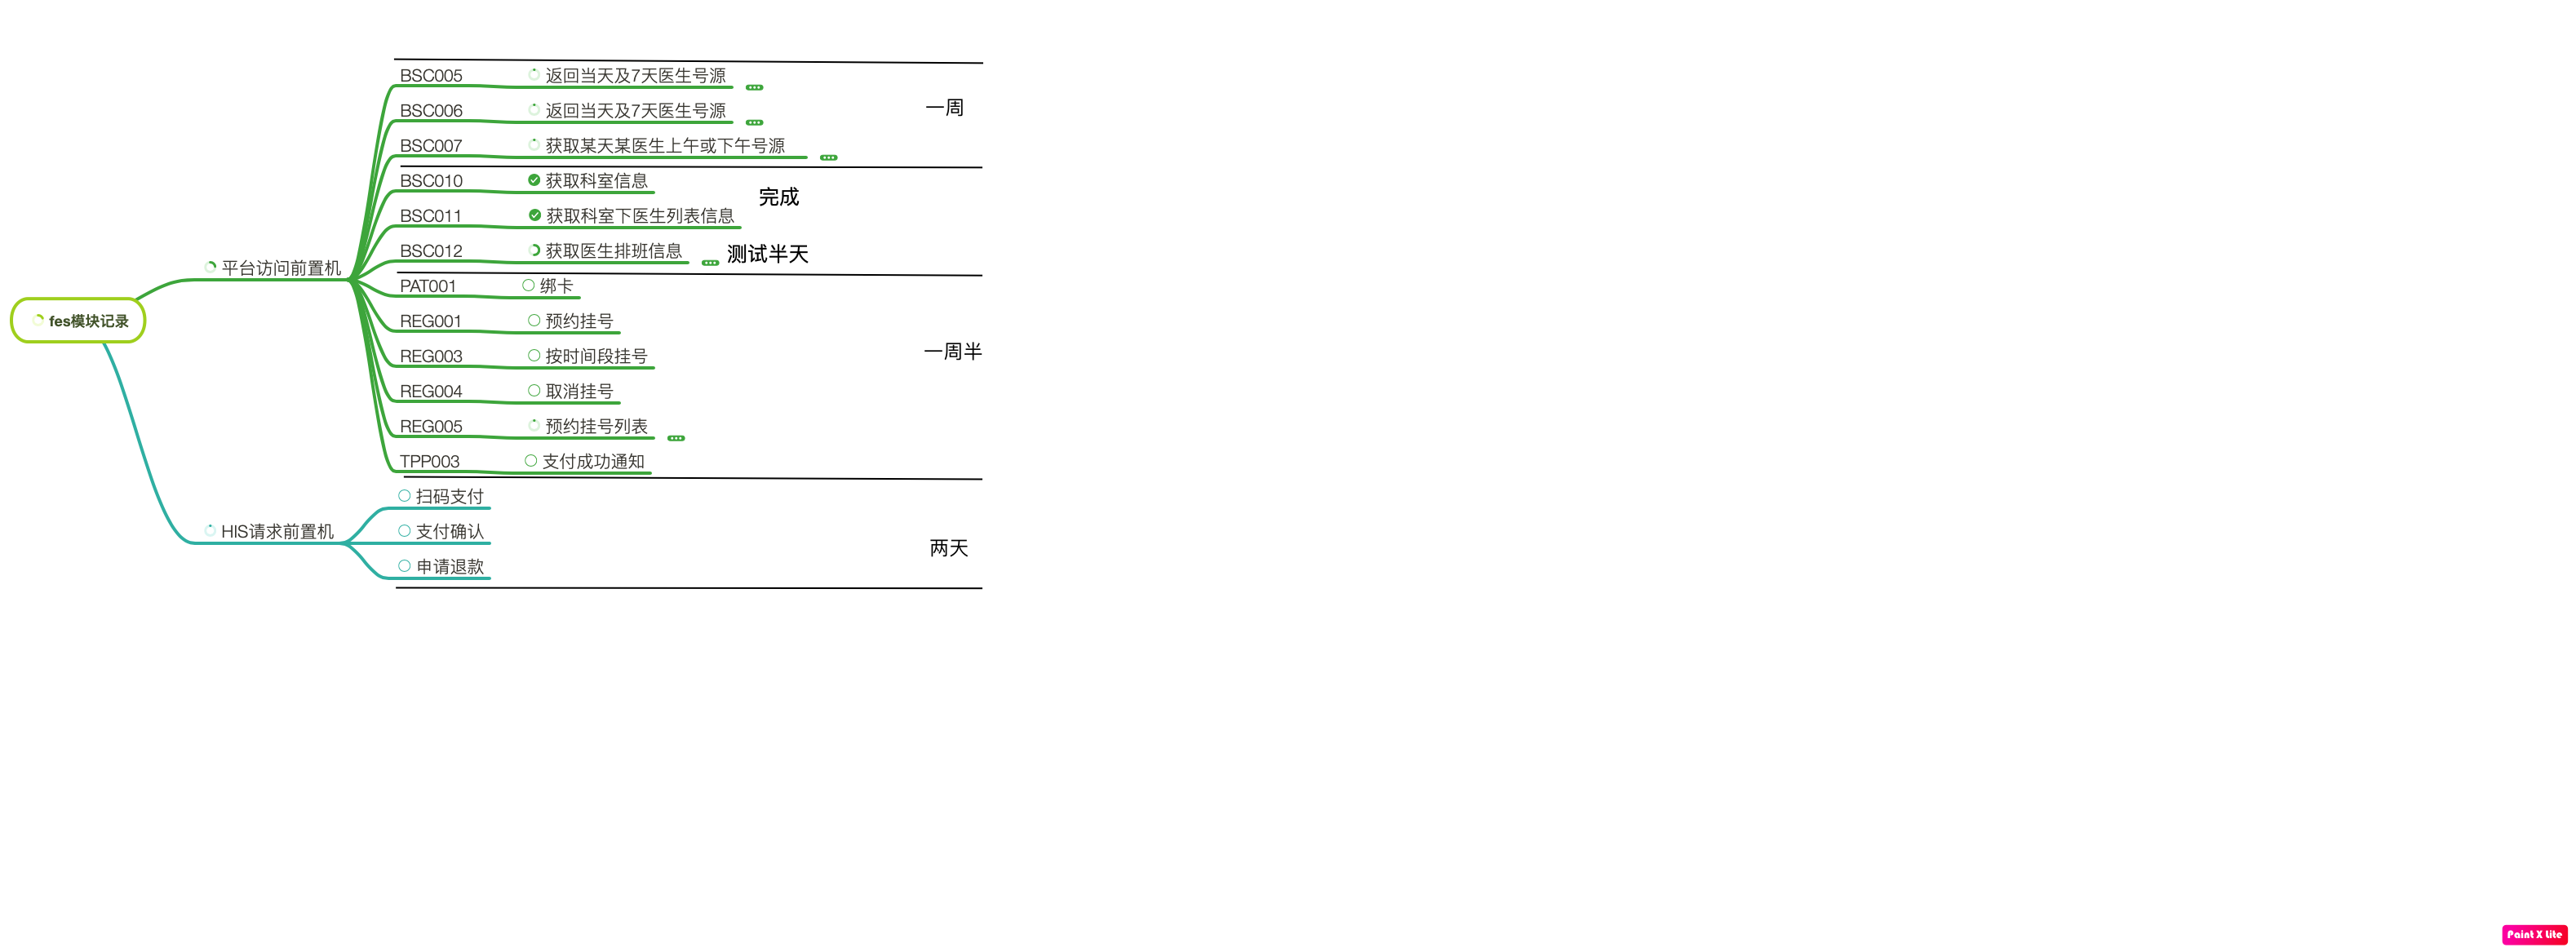 BSC005 返回当天及7天医生号源
一周
BSC006 返回当天及7天医生号源
BSC007 获取某天某医生上午或下午号源
BSC010 获取科室信息
完成
BSC011 获取科室下医生列表信息
BSC012 获取医生排班信息 测试半天
平台访问前置机
PAT001 绑卡
fes模块记录
REG001 预约挂号
REG003 按时间段挂号
一周半
REG004 取消挂号
REG005 预约挂号列表
TPP003 支付成功通知
扫码支付
HIS请求前置机
支付确认
两天
申请退款
Paint X Lite